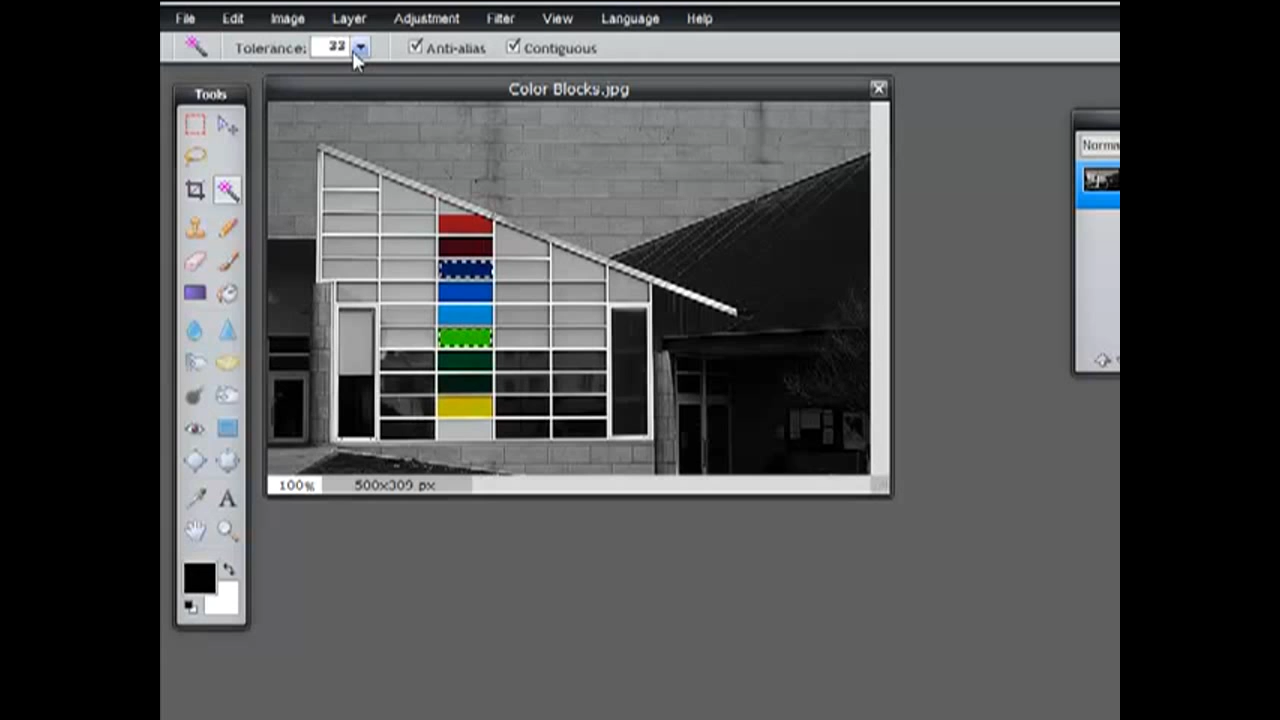 File Edit Image Layer Adjustment Filter View Language Help
Tolerance: 33 Anti-alias Contiguous
Tools
Color Blocks.jpg
Norma
A
100% 500x309 px